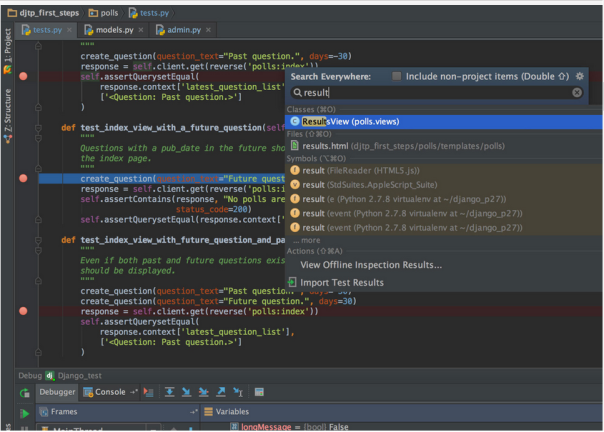 djtp_first_steps polls tests.py
tests.py × models.py × admin.py ×
1: Project
Z: Structure
"""
create_question(question_text="Past question.", days=-30)
response = self.client.get(reverse('polls:index'))
self.assertQuerysetEqual(
response.context['latest_question_list'
['<Question: Past question.>']
)
def test_index_view_with_a_future_question(self
"""
Questions with a pub_date in the future sho
the index page.
"""
create_question(question_text="Future quest
response = self.client.get(reverse('polls:i
self.assertContains(response, "No polls are
status_code=200)
self.assertQuerysetEqual(response.context['
def test_index_view_with_future_question_and_pa
"""
Even if both past and future questions exis
should be displayed.
"""
create_question(question_text="Past question.", days=-30)
create_question(question_text="Future question.", days=30)
response = self.client.get(reverse('polls:index'))
self.assertQuerysetEqual(
response.context['latest_question_list'],
['<Question: Past question.>']
)
Search Everywhere: Include non-project items (Double ⇧)
result
Classes (⌘O)
ResultsView (polls.views)
Files (⇧⌘O)
results.html (djtp_first_steps/polls/templates/polls)
Symbols (⌥⌘O)
result (FileReader (HTML5.js))
result (StdSuites.AppleScript_Suite)
result (e (Python 2.7.8 virtualenv at ~/django_p27))
result (event (Python 2.7.8 virtualenv at ~/django_p27))
result (event (Python 2.7.8 virtualenv at ~/django_p27))
... more
Actions (⇧⌘A)
View Offline Inspection Results...
Import Test Results
Debug dj Django_test
Debugger Console
Frames Variables
MainThread longMessage = {bool} False